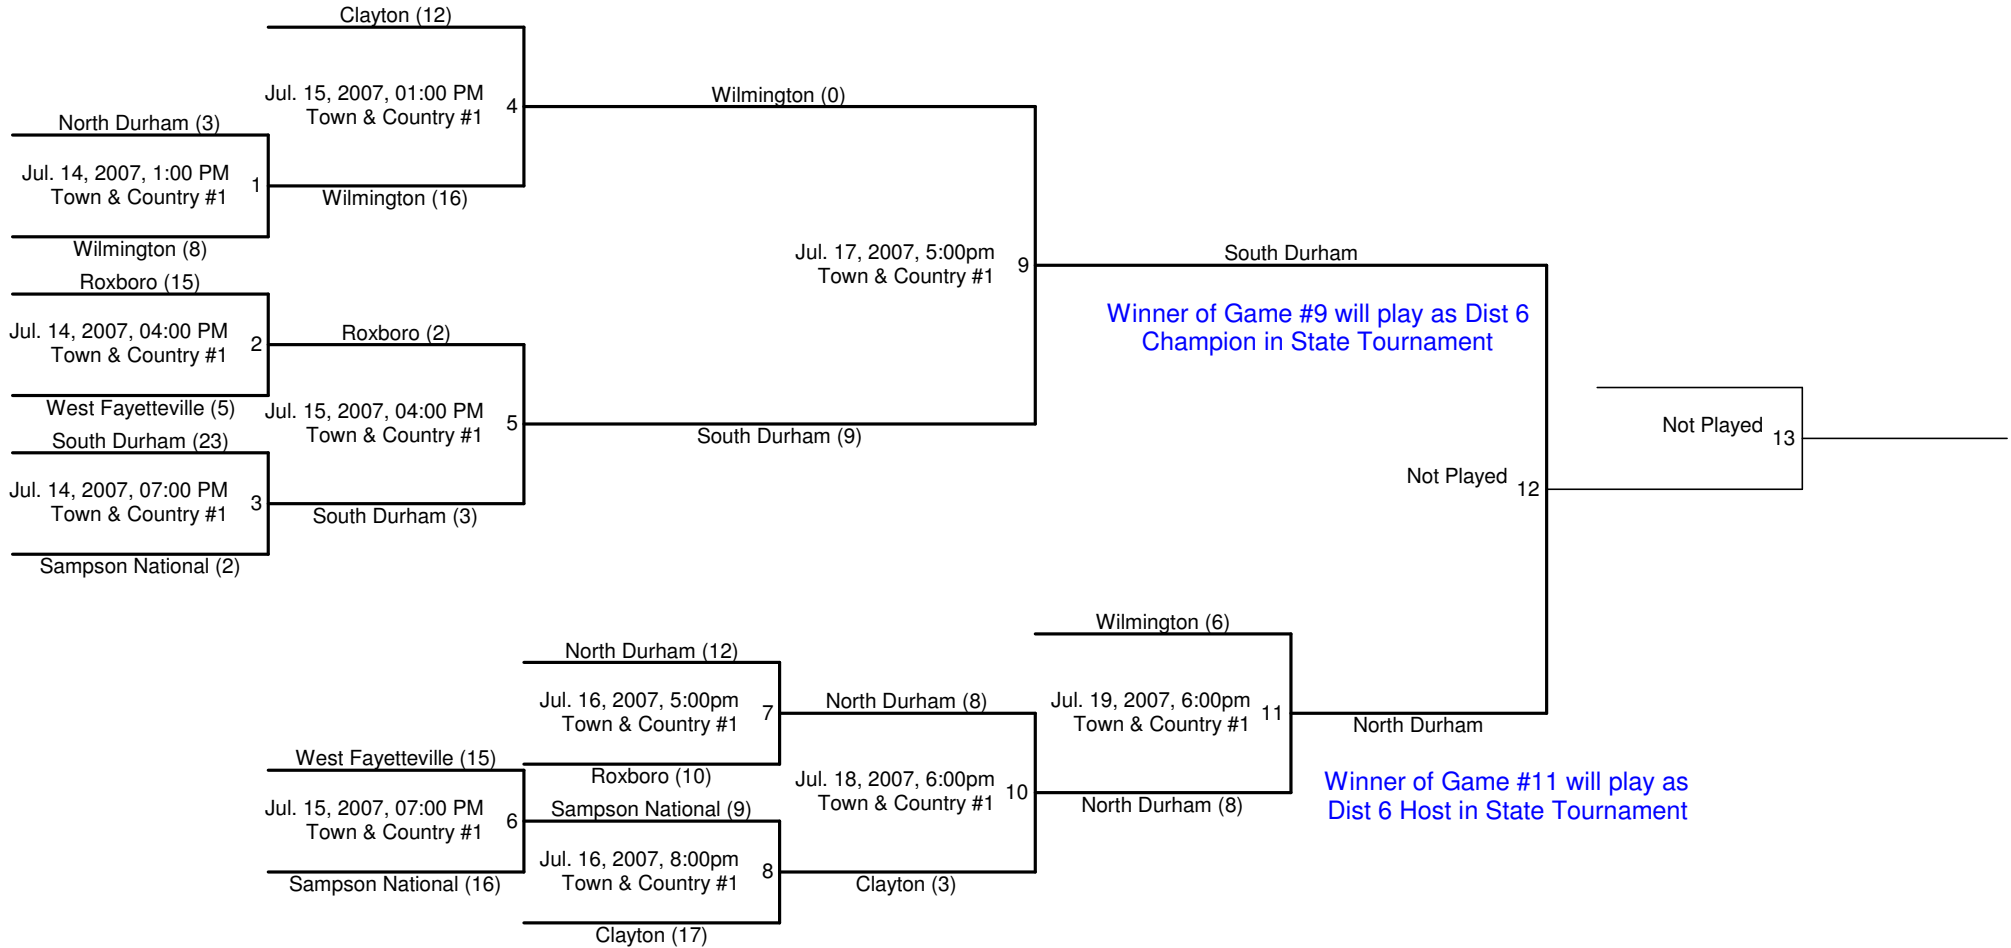 Clayton (12)
Jul. 15, 2007, 01:00 PM
Town & Country #1
4
Wilmington (0)
North Durham (3)
Jul. 14, 2007, 1:00 PM
Town & Country #1
1
Wilmington (16)
Wilmington (8)
Jul. 17, 2007, 5:00pm
Town & Country #1
9
South Durham
Roxboro (15)
Jul. 14, 2007, 04:00 PM
Town & Country #1
2
Roxboro (2)
Winner of Game #9 will play as Dist 6
Champion in State Tournament
West Fayetteville (5)
Jul. 15, 2007, 04:00 PM
Town & Country #1
5
South Durham (9)
South Durham (23)
Jul. 14, 2007, 07:00 PM
Town & Country #1
3
South Durham (3)
Sampson National (2)
Not Played
13
Not Played
12
Wilmington (6)
North Durham (12)
Jul. 16, 2007, 5:00pm
Town & Country #1
7
North Durham (8)
Jul. 19, 2007, 6:00pm
Town & Country #1
11
North Durham
West Fayetteville (15)
Roxboro (10)
Jul. 18, 2007, 6:00pm
Town & Country #1
10
North Durham (8)
Winner of Game #11 will play as
Dist 6 Host in State Tournament
Jul. 15, 2007, 07:00 PM
Town & Country #1
6
Sampson National (9)
Jul. 16, 2007, 8:00pm
Town & Country #1
8
Clayton (3)
Sampson National (16)
Clayton (17)